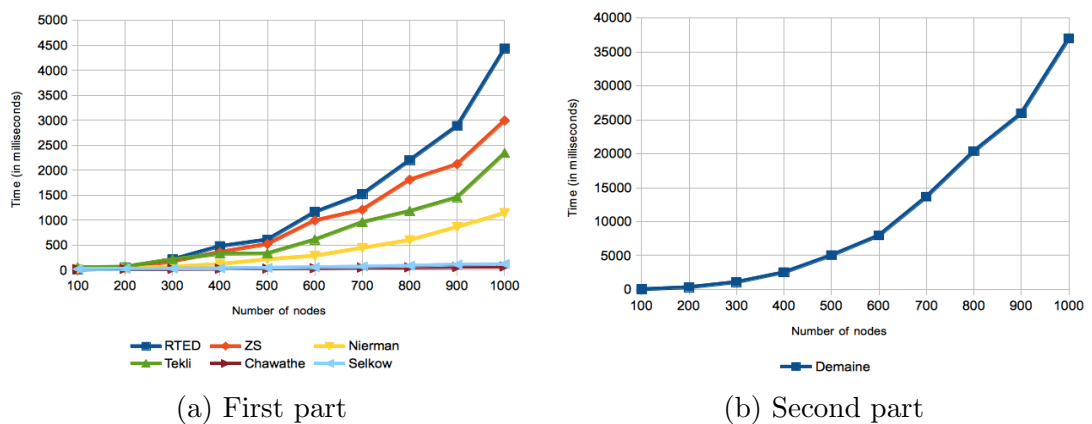 5000
4500
4000
3500
3000
2500
2000
1500
1000
500
0
Time (in milliseconds)
100 200 300 400 500 600 700 800 900 1000
Number of nodes
RTED ZS Nierman
Tekli Chawathe Selkow
(a) First part
40000
35000
30000
25000
20000
15000
10000
5000
0
Time (in milliseconds)
100 200 300 400 500 600 700 800 900 1000
Number of nodes
Demaine
(b) Second part